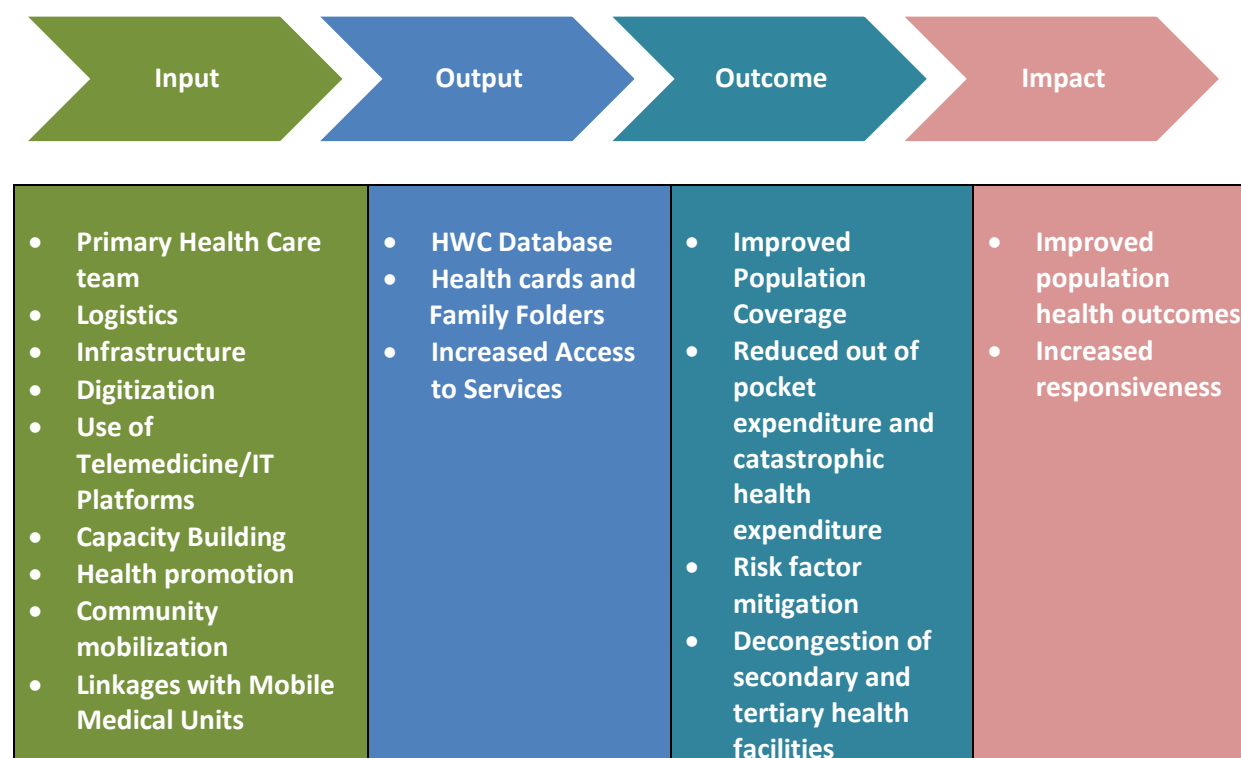 Input
Output
Outcome
Impact
• Primary Health Care
team
• Logistics
• Infrastructure
• Digitization
• Use of
Telemedicine/IT
Platforms
• Capacity Building
• Health promotion
• Community
mobilization
• Linkages with Mobile
Medical Units
• HWC Database
• Health cards and
Family Folders
• Increased Access
to Services
• Improved
Population
Coverage
• Reduced out of
pocket
expenditure and
catastrophic
health
expenditure
• Risk factor
mitigation
• Decongestion of
secondary and
tertiary health
facilities
• Improved
population
health outcomes
• Increased
responsiveness